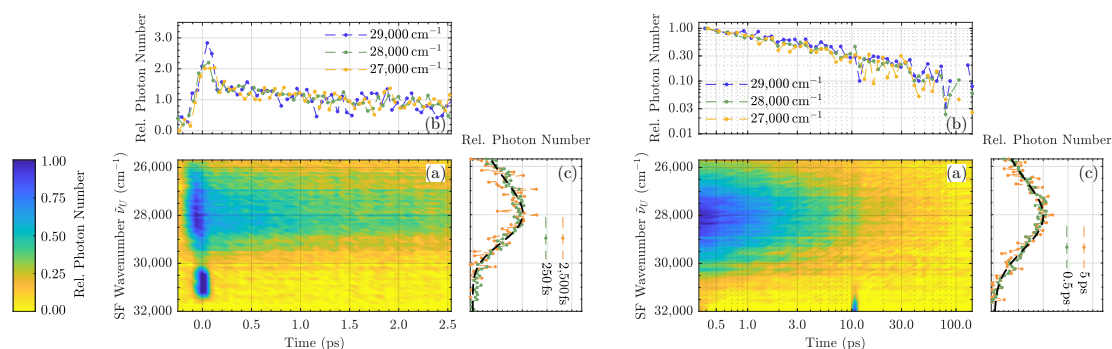 Rel. Photon Number
3.0
2.0
1.0
0.0
29,000 cm⁻¹
28,000 cm⁻¹
27,000 cm⁻¹
(b)
Rel. Photon Number
1.00
0.30
0.10
0.03
0.01
29,000 cm⁻¹
28,000 cm⁻¹
27,000 cm⁻¹
(b)
Rel. Photon Number
1.00
0.75
0.50
0.25
0.00
SF Wavenumber ν̃U (cm⁻¹)
26,000
28,000
30,000
32,000
(a)
0.0
0.5
1.0
1.5
2.0
2.5
Time (ps)
Rel. Photon Number
(c)
250 fs
2,500 fs
SF Wavenumber ν̃U (cm⁻¹)
26,000
28,000
30,000
32,000
(a)
0.5
1.0
3.0
10.0
30.0
100.0
Time (ps)
Rel. Photon Number
(c)
0.5 ps
5 ps